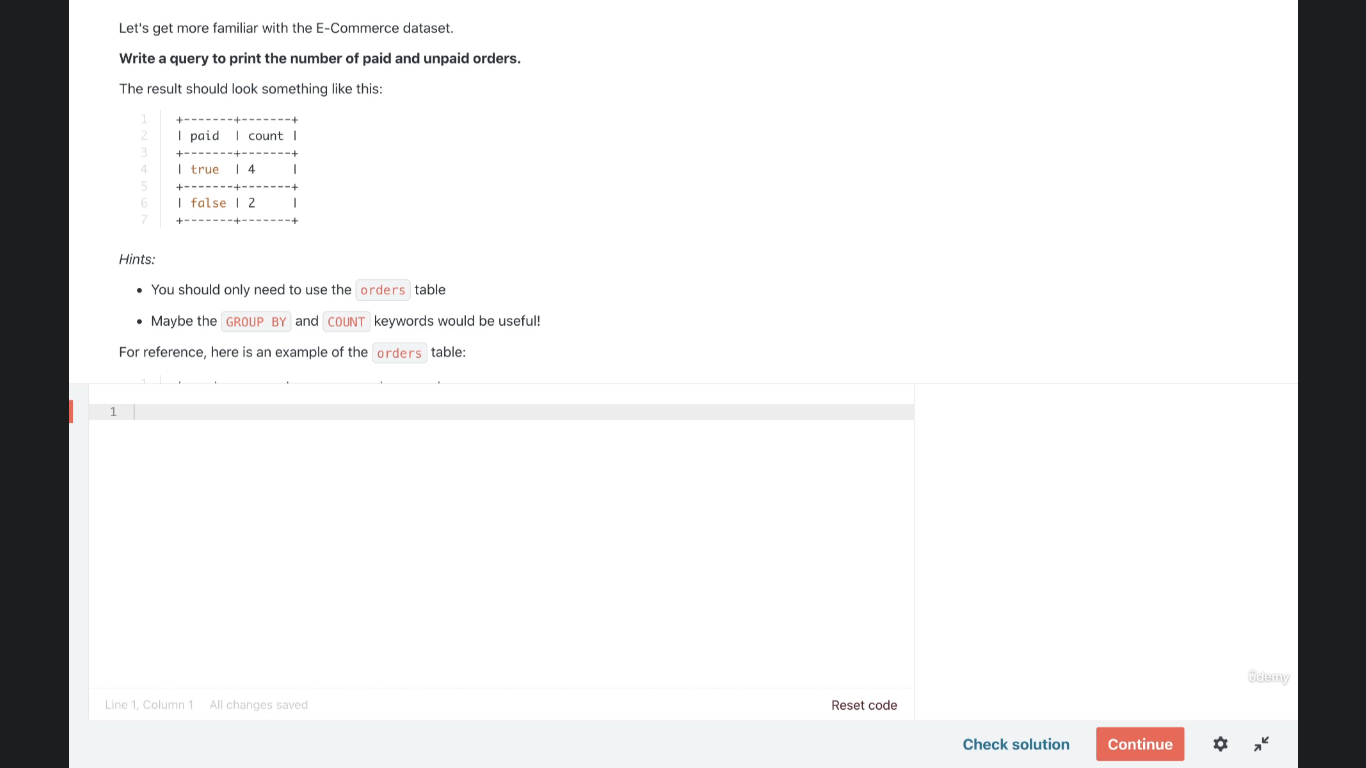 Let's get more familiar with the E-Commerce dataset.
Write a query to print the number of paid and unpaid orders.
The result should look something like this:
1 +-------+-------+
2 | paid | count |
3 +-------+-------+
4 | true | 4 |
5 +-------+-------+
6 | false | 2 |
7 +-------+-------+
Hints:
• You should only need to use the orders table
• Maybe the GROUP BY and COUNT keywords would be useful!
For reference, here is an example of the orders table:
1
Line 1, Column 1 All changes saved
Reset code
ûdemy
Check solution
Continue